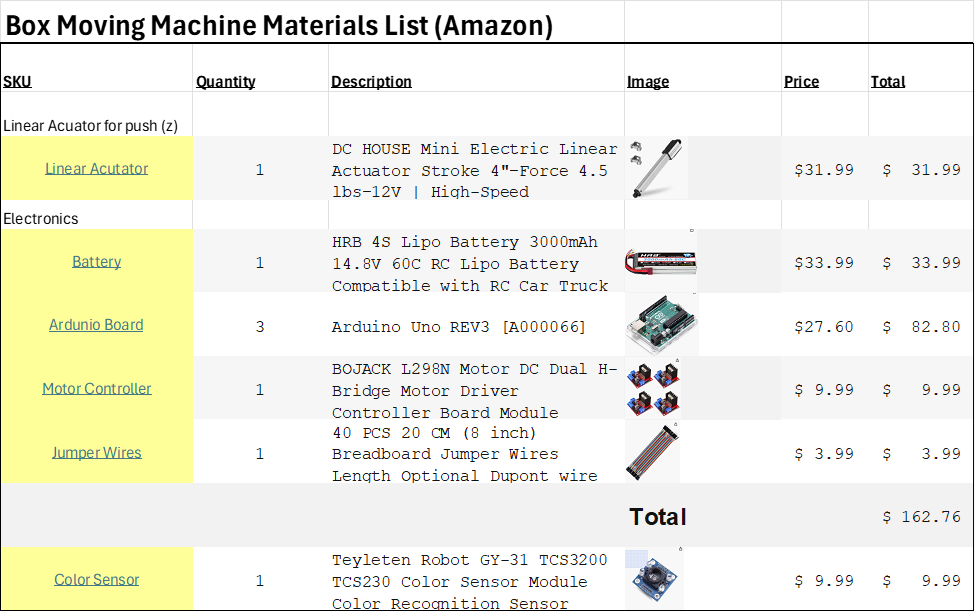 Box Moving Machine Materials List (Amazon)
SKU Quantity Description Image Price Total
Linear Acuator for push (z)
Linear Acutator 1 DC HOUSE Mini Electric Linear Actuator Stroke 4"-Force 4.5 lbs-12V | High-Speed $31.99 $ 31.99
Electronics
Battery 1 HRB 4S Lipo Battery 3000mAh 14.8V 60C RC Lipo Battery Compatible with RC Car Truck $33.99 $ 33.99
Ardunio Board 3 Arduino Uno REV3 [A000066] $27.60 $ 82.80
Motor Controller 1 BOJACK L298N Motor DC Dual H-Bridge Motor Driver Controller Board Module $ 9.99 $ 9.99
Jumper Wires 1 40 PCS 20 CM (8 inch) Breadboard Jumper Wires Length Optional Dupont wire $ 3.99 $ 3.99
Total $ 162.76
Color Sensor 1 Teyleten Robot GY-31 TCS3200 TCS230 Color Sensor Module Color Recognition Sensor $ 9.99 $ 9.99